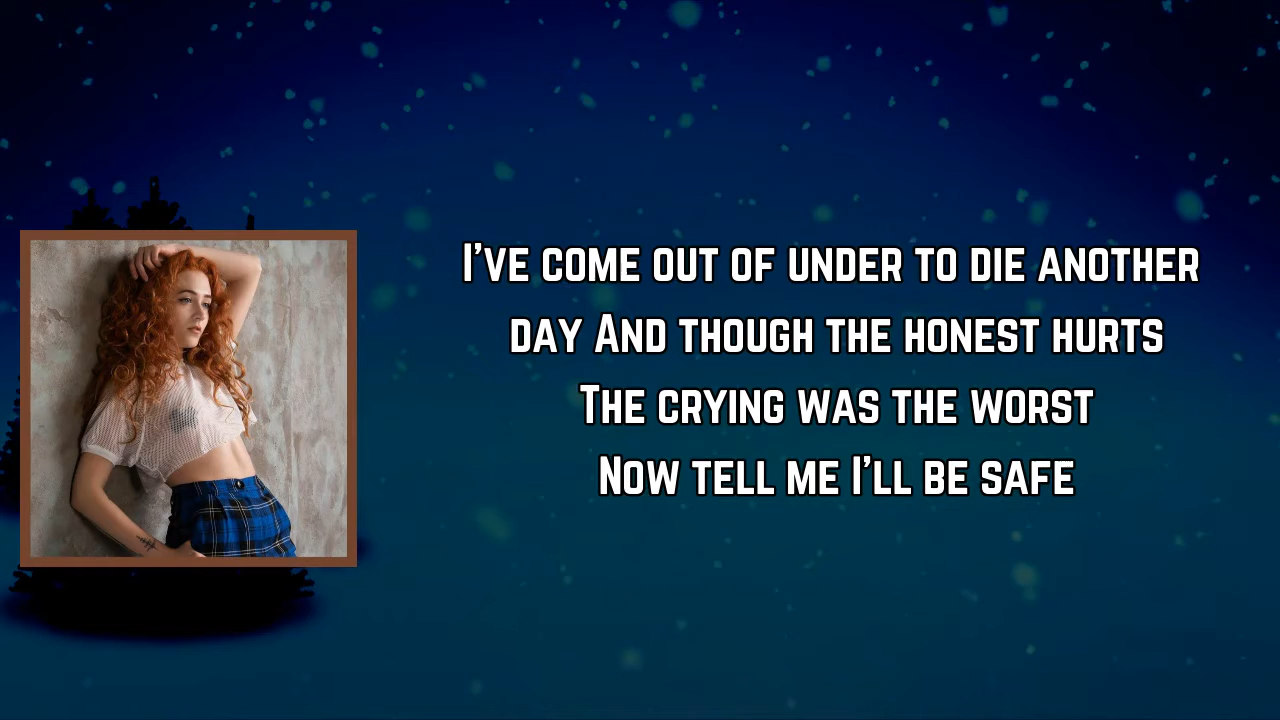 I'VE COME OUT OF UNDER TO DIE ANOTHER
DAY AND THOUGH THE HONEST HURTS
THE CRYING WAS THE WORST
NOW TELL ME I'LL BE SAFE